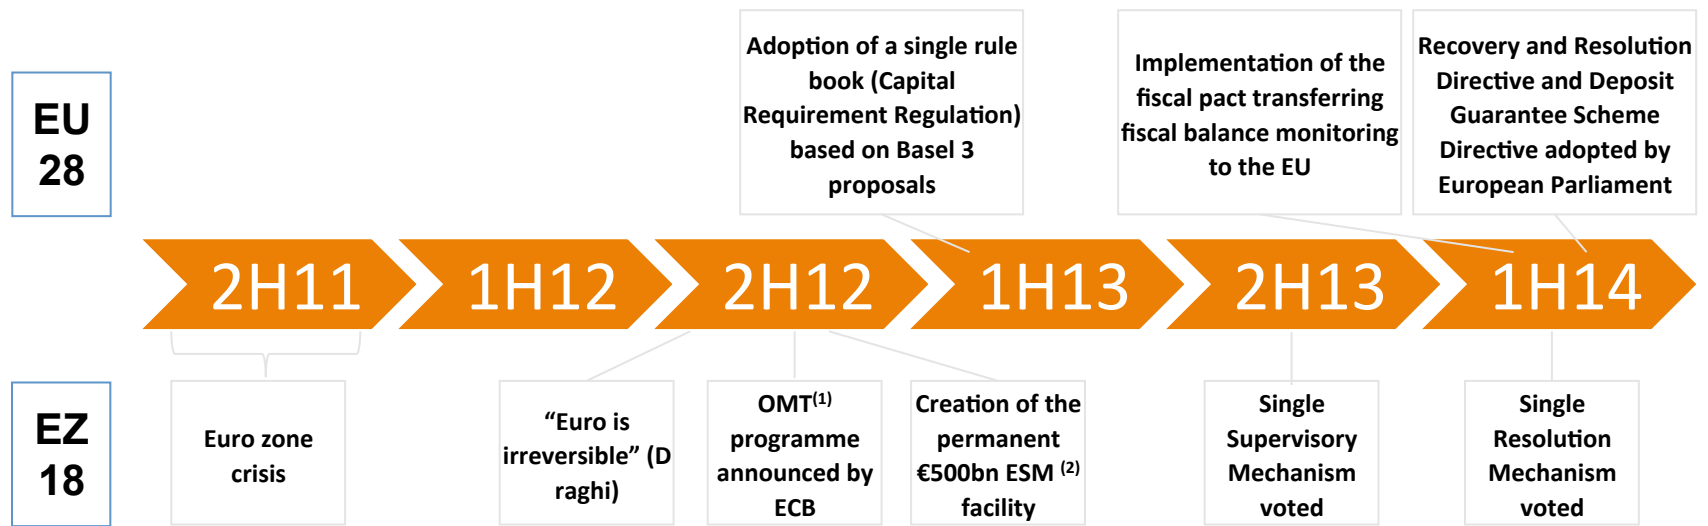 EU
28
Adoption of a single rule
book (Capital
Requirement Regulation)
based on Basel 3
proposals
Implementation of the
fiscal pact transferring
fiscal balance monitoring
to the EU
Recovery and Resolution
Directive and Deposit
Guarantee Scheme
Directive adopted by
European Parliament
2H11
1H12
2H12
1H13
2H13
1H14
EZ
18
Euro zone
crisis
“Euro is
irreversible” (D
raghi)
OMT(1)
programme
announced by
ECB
Creation of the
permanent
€500bn ESM (2)
facility
Single
Supervisory
Mechanism
voted
Single
Resolution
Mechanism
voted